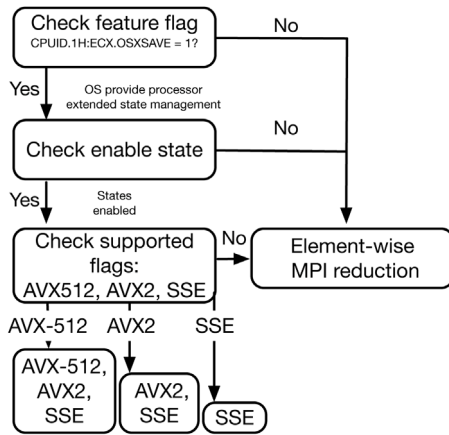 Check feature flag
CPUID.1H:ECX.OSXSAVE = 1?
No
Yes
OS provide processor
extended state management
Check enable state
No
Yes
States
enabled
Check supported
flags:
AVX512, AVX2, SSE
No
Element-wise
MPI reduction
AVX-512
AVX2
SSE
AVX-512,
AVX2,
SSE
AVX2,
SSE
SSE